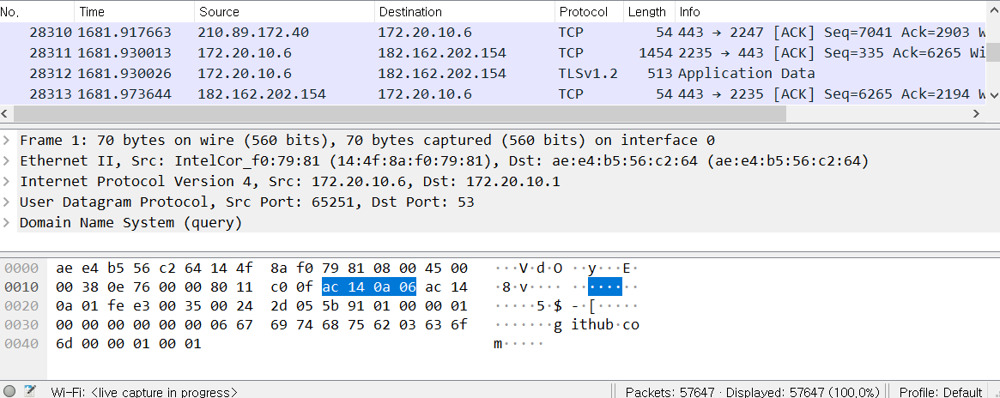 No. Time Source Destination Protocol Length Info
28310 1681.917663 210.89.172.40 172.20.10.6 TCP 54 443 → 2247 [ACK] Seq=7041 Ack=2903 W
28311 1681.930013 172.20.10.6 182.162.202.154 TCP 1454 2235 → 443 [ACK] Seq=335 Ack=6265 Wi
28312 1681.930026 172.20.10.6 182.162.202.154 TLSv1.2 513 Application Data
28313 1681.973644 182.162.202.154 172.20.10.6 TCP 54 443 → 2235 [ACK] Seq=6265 Ack=2194 W
Frame 1: 70 bytes on wire (560 bits), 70 bytes captured (560 bits) on interface 0
Ethernet II, Src: IntelCor_f0:79:81 (14:4f:8a:f0:79:81), Dst: ae:e4:b5:56:c2:64 (ae:e4:b5:56:c2:64)
Internet Protocol Version 4, Src: 172.20.10.6, Dst: 172.20.10.1
User Datagram Protocol, Src Port: 65251, Dst Port: 53
Domain Name System (query)
0000 ae e4 b5 56 c2 64 14 4f 8a f0 79 81 08 00 45 00 ···V·d·O ··y···E·
0010 00 38 0e 76 00 00 80 11 c0 0f ac 14 0a 06 ac 14 ·8·v···· ········
0020 0a 01 fe e3 00 35 00 24 2d 05 5b 91 01 00 00 01 ·····5·$ -·[·····
0030 00 00 00 00 00 00 06 67 69 74 68 75 62 03 63 6f ·······g ithub·co
0040 6d 00 00 01 00 01 m·····
Wi-Fi: <live capture in progress> Packets: 57647 · Displayed: 57647 (100,0%) Profile: Default